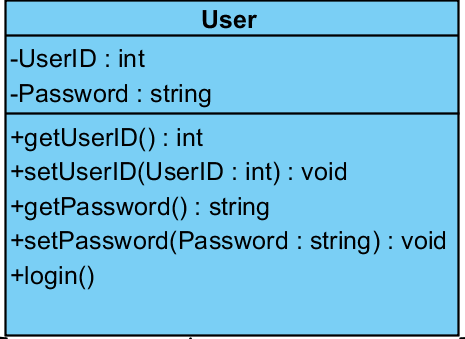 User
-UserID : int
-Password : string
+getUserID() : int
+setUserID(UserID : int) : void
+getPassword() : string
+setPassword(Password : string) : void
+login()